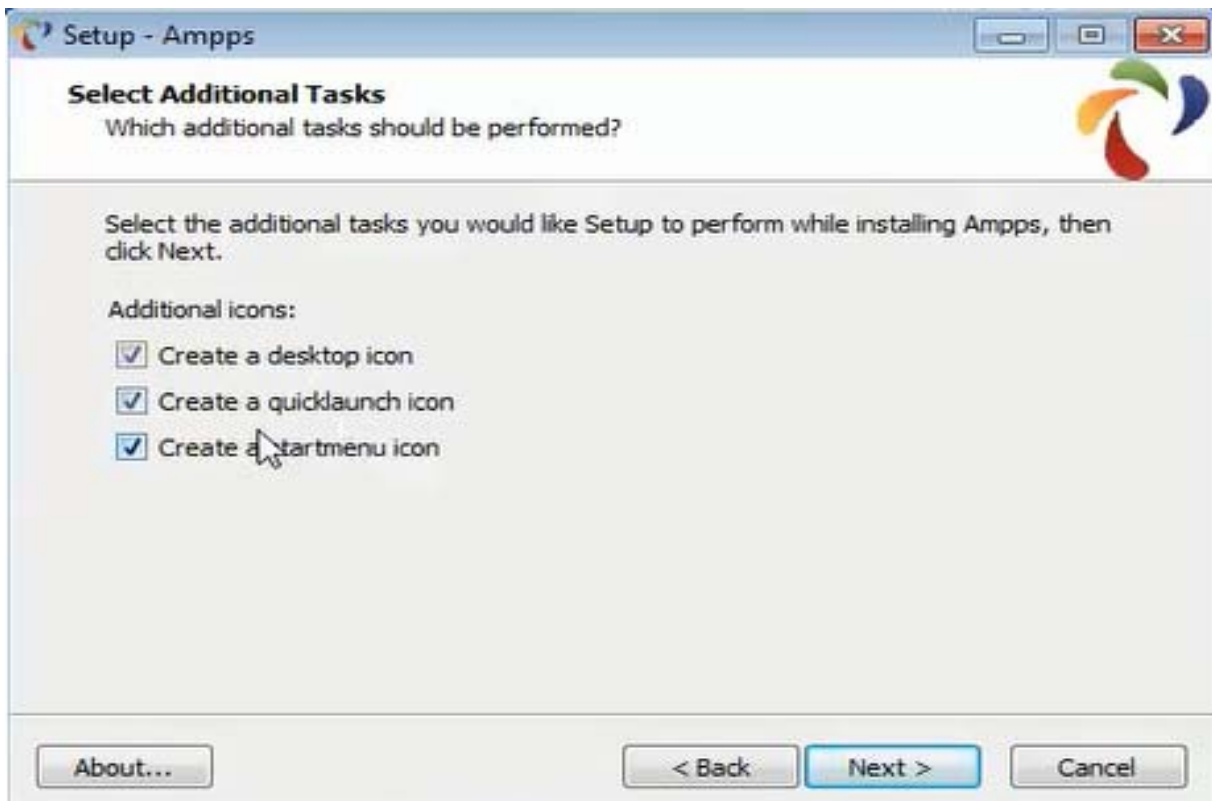 Setup - Ampps
Select Additional Tasks
Which additional tasks should be performed?
Select the additional tasks you would like Setup to perform while installing Ampps, then
click Next.
Additional icons:
Create a desktop icon
Create a quicklaunch icon
Create a startmenu icon
About...
< Back
Next >
Cancel